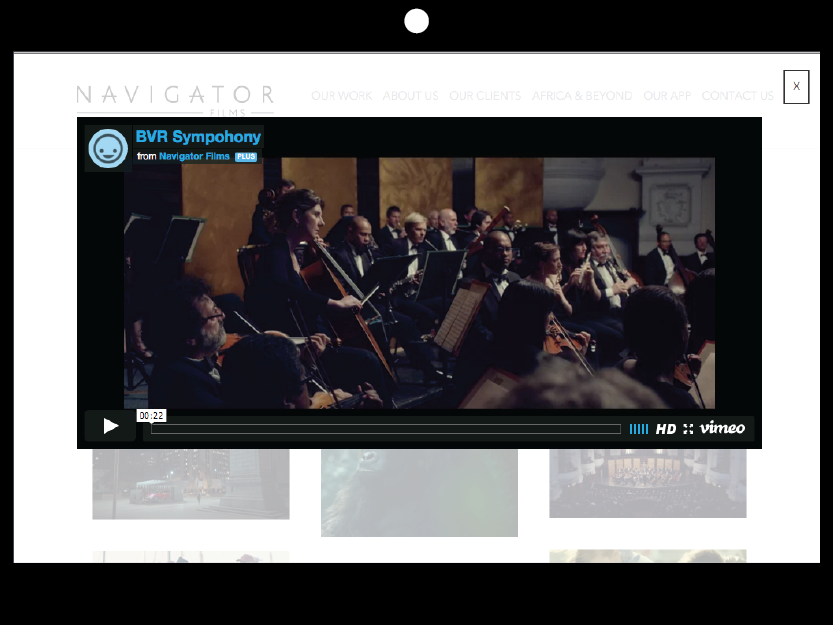 NAVIGATOR
FILMS
OUR WORK ABOUT US OUR CLIENTS AFRICA & BEYOND OUR APP CONTACT US
X
BVR Sympohony
from Navigator Films PLUS
00:22
HD vimeo